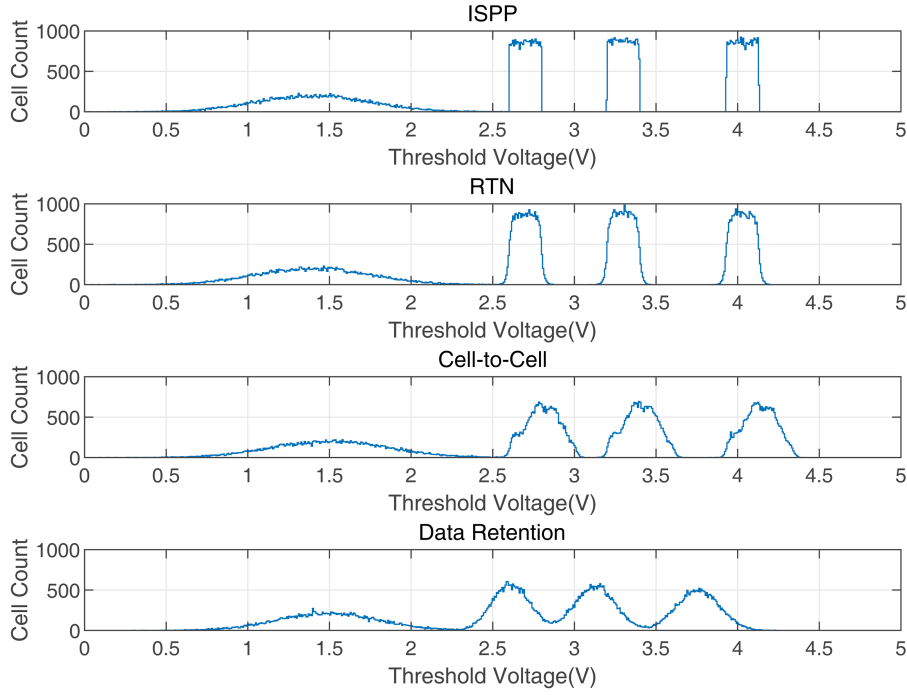 ISPP
1000
500
0
Cell Count
0 0.5 1 1.5 2 2.5 3 3.5 4 4.5 5
Threshold Voltage(V)
RTN
1000
500
0
Cell Count
0 0.5 1 1.5 2 2.5 3 3.5 4 4.5 5
Threshold Voltage(V)
Cell-to-Cell
1000
500
0
Cell Count
0 0.5 1 1.5 2 2.5 3 3.5 4 4.5 5
Threshold Voltage(V)
Data Retention
1000
500
0
Cell Count
0 0.5 1 1.5 2 2.5 3 3.5 4 4.5 5
Threshold Voltage(V)